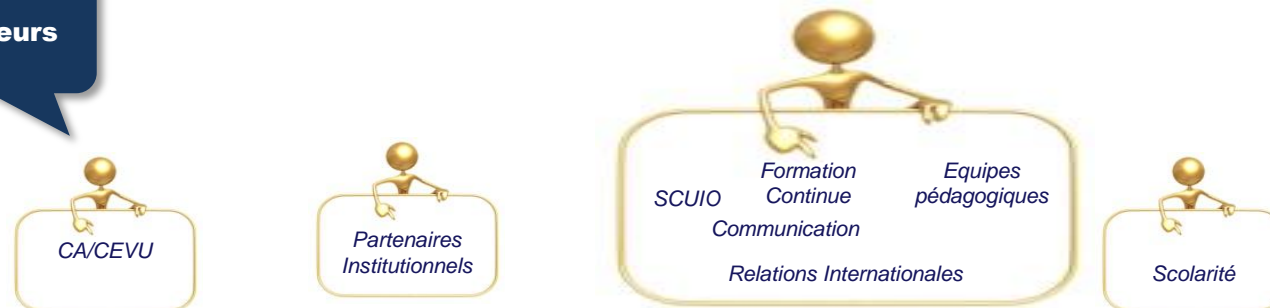 eurs
CA/CEVU
Partenaires
Institutionnels
Formation
Continue
SCUIO
Equipes
pédagogiques
Communication
Relations Internationales
Scolarité